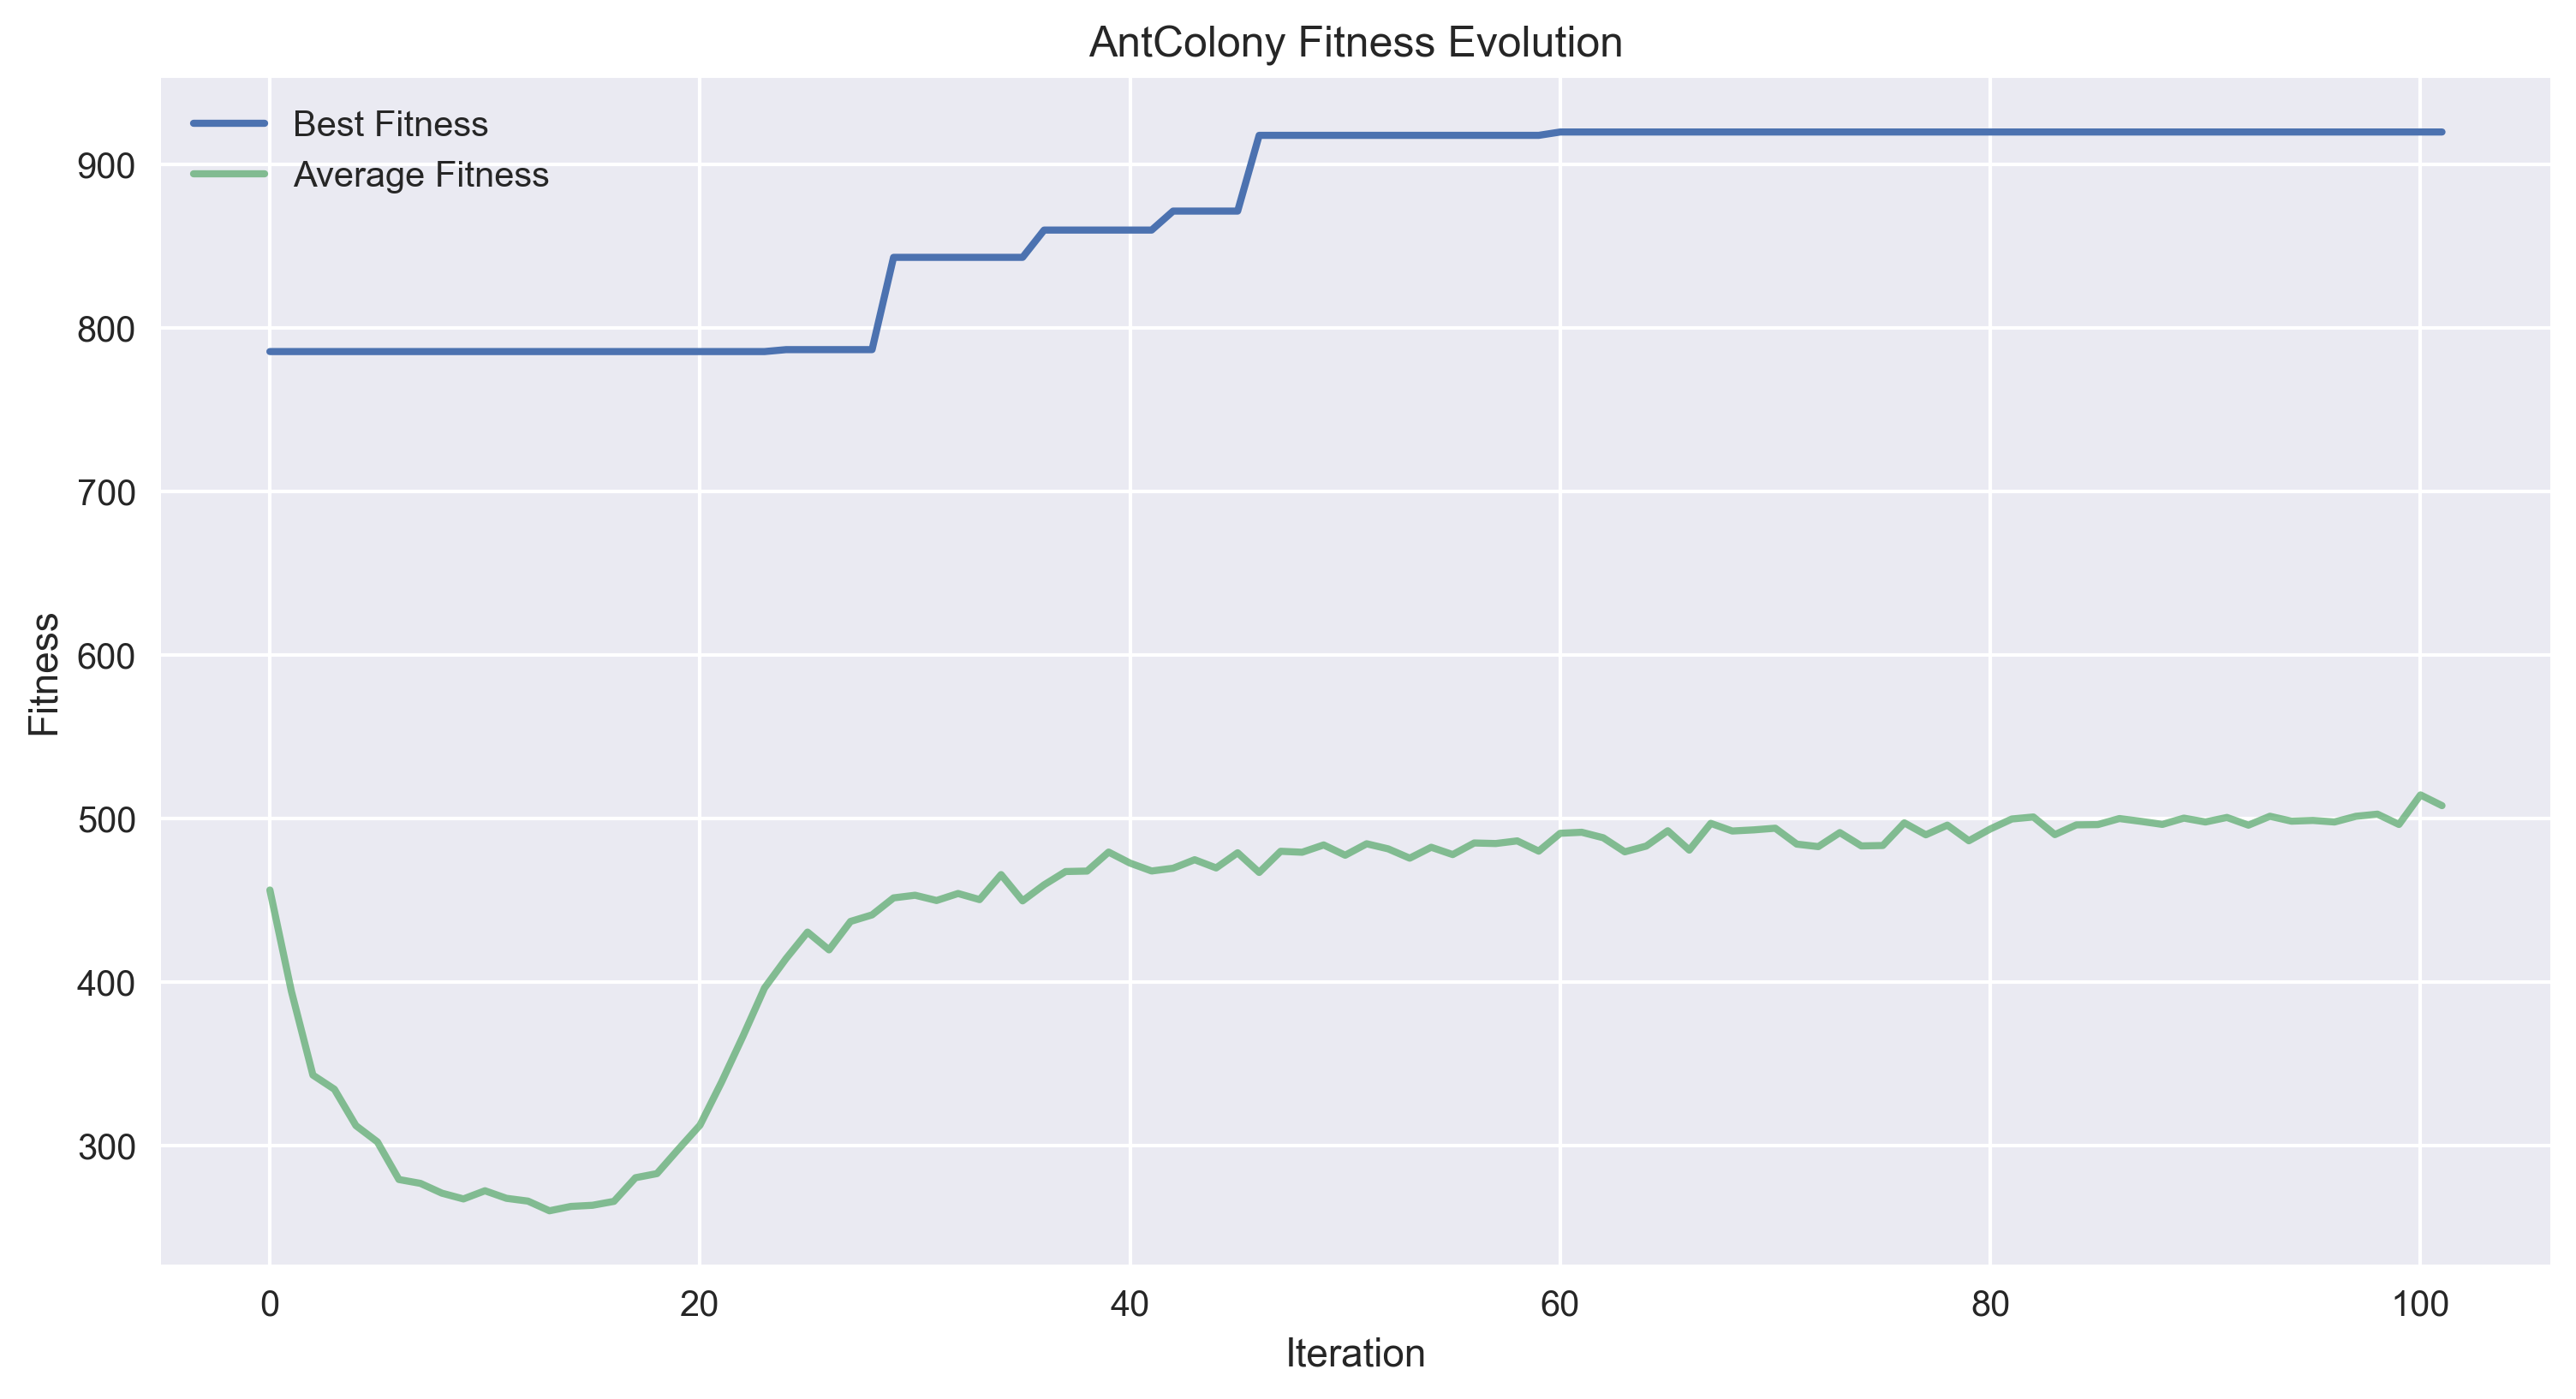 AntColony Fitness Evolution
Best Fitness
Average Fitness
900
800
700
600
500
400
300
Fitness
0 20 40 60 80 100
Iteration